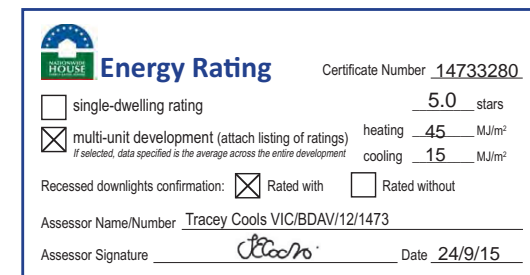 NATIONWIDE
HOUSE
Energy Rating
Certificate Number 14733280
single-dwelling rating
5.0 stars
multi-unit development (attach listing of ratings)
If selected, data specified is the average across the entire development
heating 45 MJ/m²
cooling 15 MJ/m²
Recessed downlights confirmation: Rated with Rated without
Assessor Name/Number Tracey Cools VIC/BDAV/12/1473
Assessor Signature Date 24/9/15